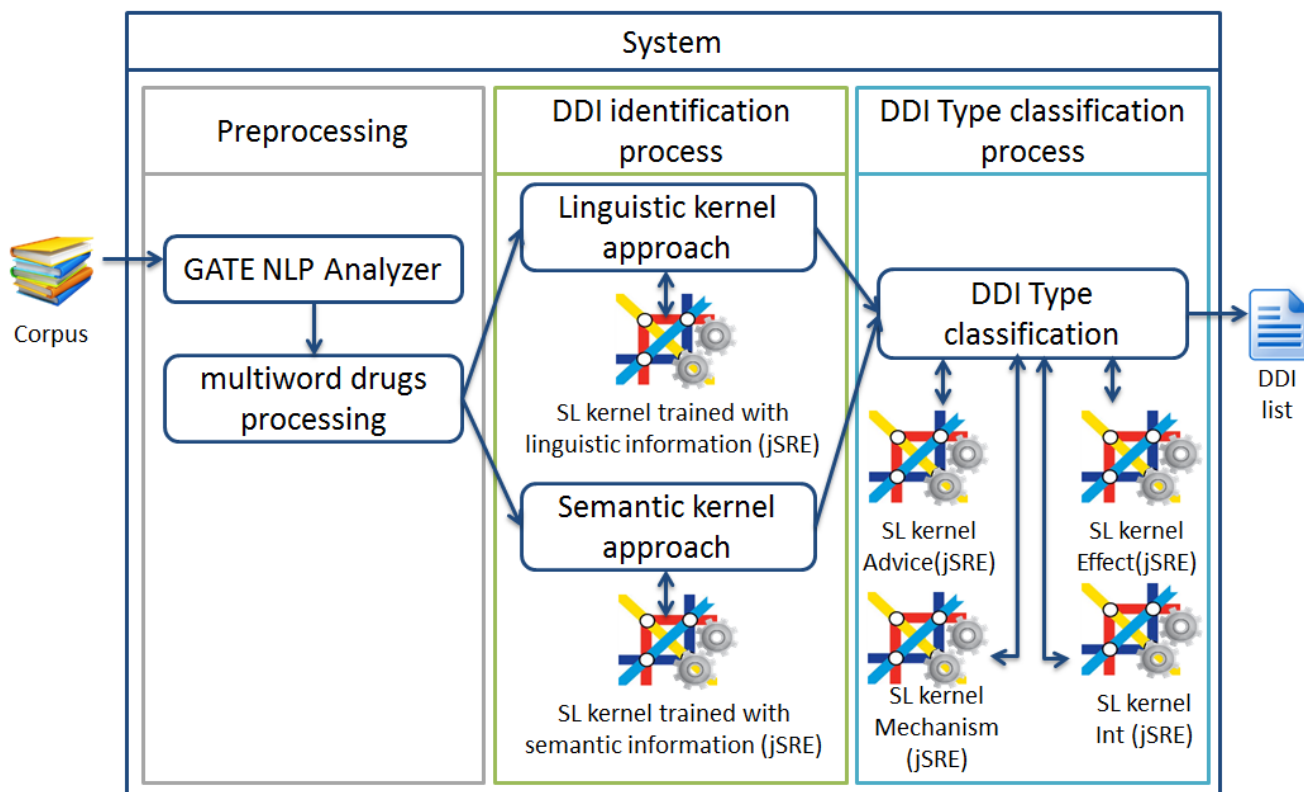 System
Preprocessing
DDI identification
process
DDI Type classification
process
Corpus
GATE NLP Analyzer
multiword drugs
processing
Linguistic kernel
approach
SL kernel trained with
linguistic information (jSRE)
Semantic kernel
approach
SL kernel trained with
semantic information (jSRE)
DDI Type
classification
SL kernel
Advice(jSRE)
SL kernel
Effect(jSRE)
SL kernel
Mechanism
(jSRE)
SL kernel
Int (jSRE)
DDI
list